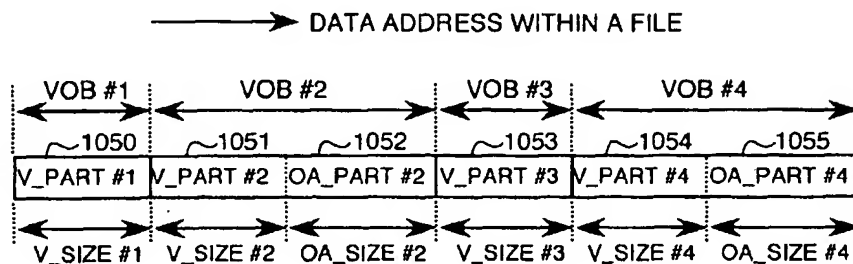 DATA ADDRESS WITHIN A FILE
VOB #1 VOB #2 VOB #3 VOB #4
1050 1051 1052 1053 1054 1055
V_PART #1 V_PART #2 OA_PART #2 V_PART #3 V_PART #4 OA_PART #4
V_SIZE #1 V_SIZE #2 OA_SIZE #2 V_SIZE #3 V_SIZE #4 OA_SIZE #4